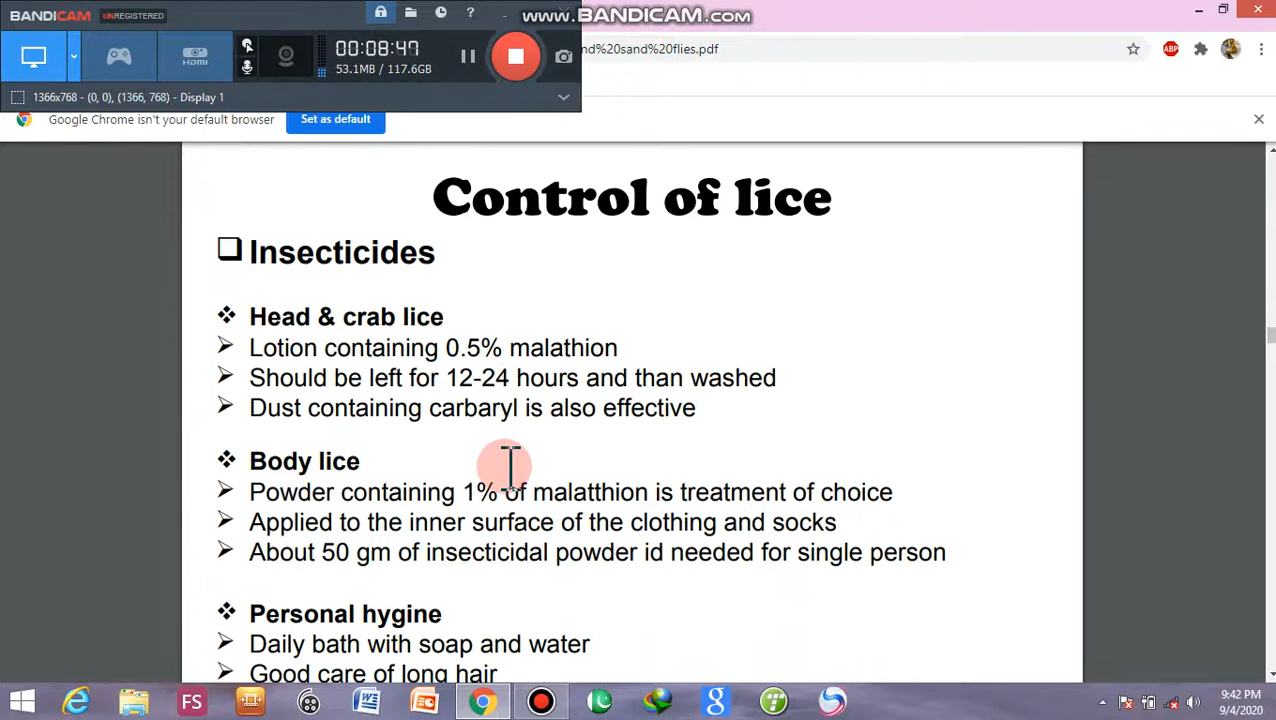 BANDICAM UNREGISTERED
www.BANDICAM.com
HDMI
00:08:47
53.1MB / 117.6GB
nd%20sand%20flies.pdf
ABP
1366x768 - (0, 0), (1366, 768) - Display 1
Google Chrome isn't your default browser
Set as default
Control of lice
Insecticides
Head & crab lice
Lotion containing 0.5% malathion
Should be left for 12-24 hours and than washed
Dust containing carbaryl is also effective
Body lice
Powder containing 1% of malatthion is treatment of choice
Applied to the inner surface of the clothing and socks
About 50 gm of insecticidal powder id needed for single person
Personal hygine
Daily bath with soap and water
Good care of long hair
FS
9:42 PM
9/4/2020